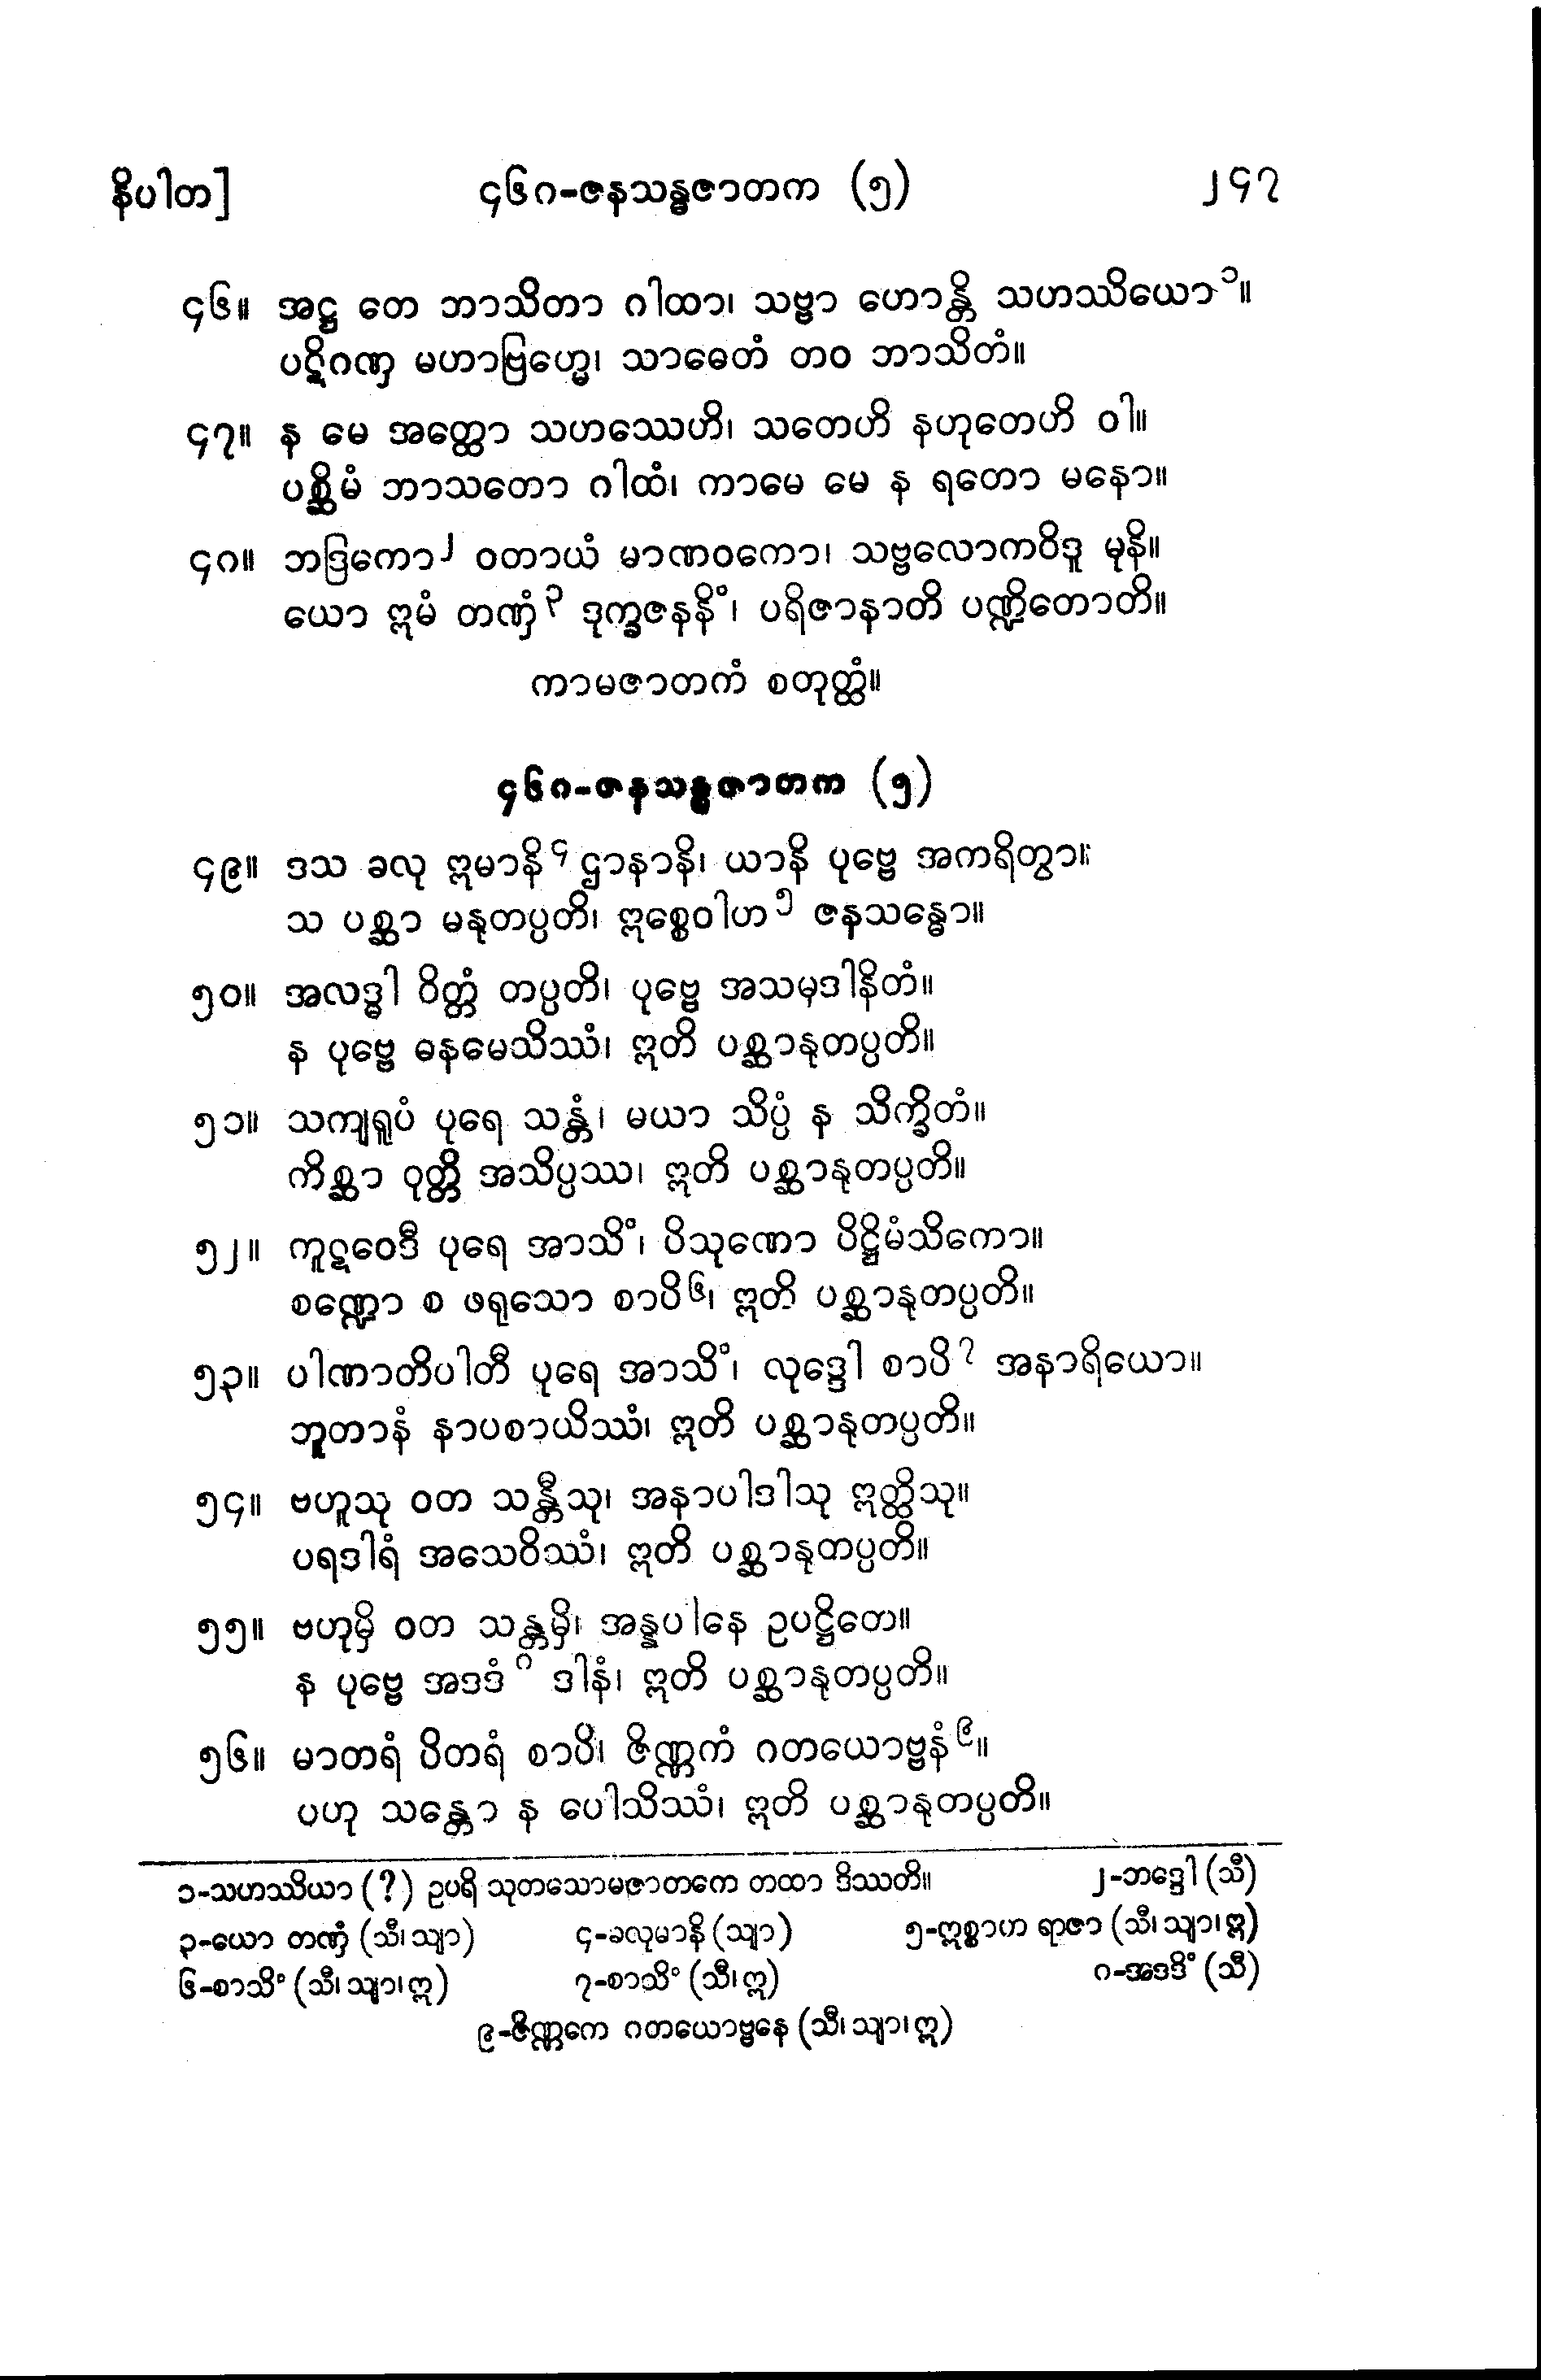 နိပါတ]	၄၆၈-ဇနသန္ဓဇာတက (၅)	၂၄၇
၄၆။ အဋ္ဌ တေ ဘာသိတာ ဂါထာ၊ သဗ္ဗာ ဟောန္တိ သဟဿိယော၁။
ပဋိဂဏှ မဟာဗြဟ္မေ၊ သာဓေတံ တဝ ဘာသိတံ။
၄၇။ န မေ အတ္ထော သဟဿေဟိ၊ သတေဟိ နဟုတေဟိ ဝါ။
ပစ္ဆိမံ ဘာသတော ဂါထံ၊ ကာမေ မေ န ရတော မနော။
၄၈။ ဘဒြကော၂ ဝတာယံ မာဏဝကော၊ သဗ္ဗလောကဝိဒူ မုနိ။
ယော ဣမံ တဏှံ၃ ဒုက္ခဇနနိံ၊ ပရိဇာနာတိ ပဏ္ဍိတောတိ။
ကာမဇာတကံ စတုတ္ထံ။
၄၆၈-ဇနသန္ဓဇာတက (၅)
၄၉။ ဒသ ခလု ဣမာနိ၄ ဌာနာနိ၊ ယာနိ ပုဗ္ဗေ အကရိတွာ။
သ ပစ္ဆာ မနုတပ္ပတိ၊ ဣစ္စေဝါဟ၅ ဇနသန္ဓော။
၅၀။ အလဒ္ဓါ ဝိတ္တံ တပ္ပတိ၊ ပုဗ္ဗေ အသမုဒါနိတံ။
န ပုဗ္ဗေ ဓနမေသိဿံ၊ ဣတိ ပစ္ဆာနုတပ္ပတိ။
၅၁။ သကျရူပံ ပုရေ သန္တံ၊ မယာ သိပ္ပံ န သိက္ခိတံ။
ကိစ္ဆာ ဝုတ္တိ အသိပ္ပဿ၊ ဣတိ ပစ္ဆာနုတပ္ပတိ။
၅၂။ ကူဋဝေဒီ ပုရေ အာသိံ၊ ပိသုဏော ပိဋ္ဌိမံသိကော။
စဏ္ဍော စ ဖရုသော စာပိ၆၊ ဣတိ ပစ္ဆာနုတပ္ပတိ။
၅၃။ ပါဏာတိပါတီ ပုရေ အာသိံ၊ လုဒ္ဒေါ စာပိ၇ အနာရိယော။
ဘူတာနံ နာပစာယိဿံ၊ ဣတိ ပစ္ဆာနုတပ္ပတိ။
၅၄။ ဗဟူသု ဝတ သန္တီသု၊ အနာပါဒါသု ဣတ္ထိသု။
ပရဒါရံ အသေဝိဿံ၊ ဣတိ ပစ္ဆာနုတပ္ပတိ။
၅၅။ ဗဟုမှိ ဝတ သန္တမှိ၊ အန္နပါနေ ဥပဋ္ဌိတေ။
န ပုဗ္ဗေ အဒဒံ၈ ဒါနံ၊ ဣတိ ပစ္ဆာနုတပ္ပတိ။
၅၆။ မာတရံ ပိတရံ စာပိ၊ ဇိဏ္ဏကံ ဂတယောဗ္ဗနံ၉။
ပဟု သန္တော န ပေါသိဿံ၊ ဣတိ ပစ္ဆာနုတပ္ပတိ။
၁-သဟဿိယာ (?) ဥပရိ သုတသောမဇာတကေ တထာ ဒိဿတိ။	၂-ဘဒ္ဒေါ (သီ)
၃-ယော တဏှံ (သီ၊ သျာ)	၄-ခလုမာနိ (သျာ)	၅-ဣစ္စာဟ ရာဇာ (သီ၊ သျာ၊ ဣ)
၆-စာသိံ (သီ၊ သျာ၊ ဣ)	၇-စာသိံ (သီ၊ ဣ)	၈-အဒဒိံ (သီ)
၉-ဇိဏ္ဏကေ ဂတယောဗ္ဗနေ (သီ၊ သျာ၊ ဣ)